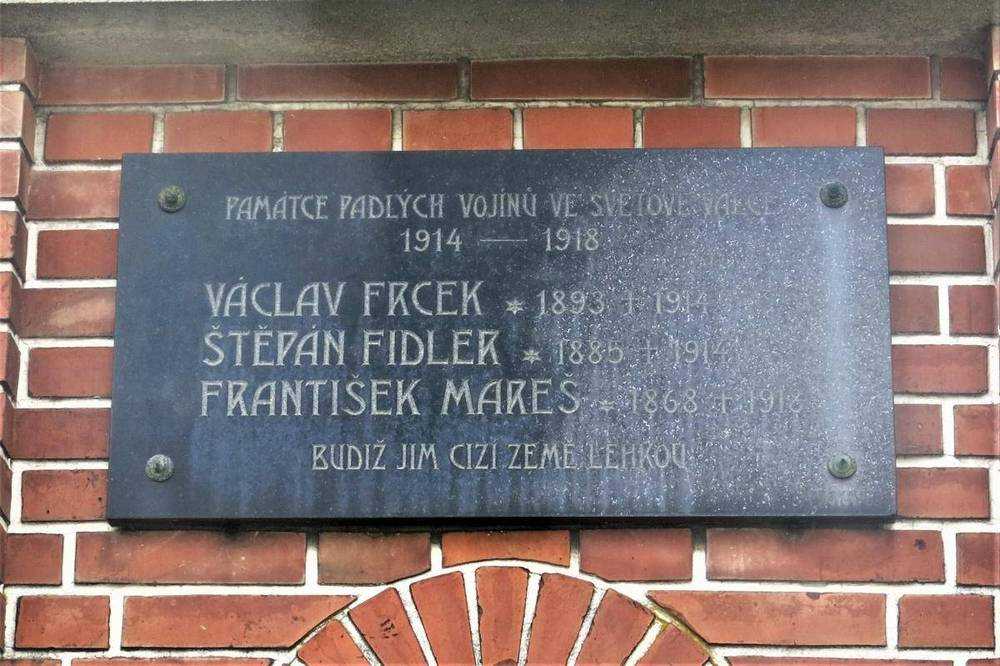 PAMÁTCE PADLÝCH VOJÍNŮ VE SVĚTOVÉ VÁLCE
1914 — 1918
VÁCLAV FRCEK * 1893 + 1914
ŠTĚPÁN FIDLER * 1885 + 1914
FRANTIŠEK MAREŠ * 1868 + 1918
BUDIŽ JIM CIZÍ ZEMĚ LEHKOU